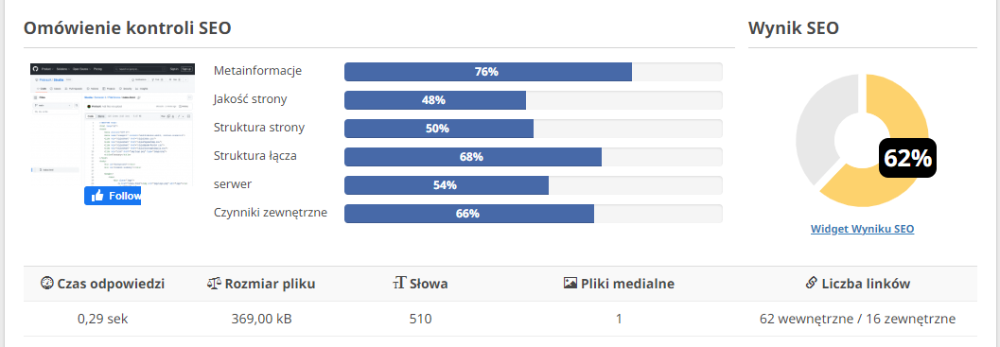 Omówienie kontroli SEO
Wynik SEO
Metainformacje 76%
Jakość strony 48%
Struktura strony 50%
Struktura łącza 68%
serwer 54%
Czynniki zewnętrzne 66%
Follow
62%
Widget Wyniku SEO
Czas odpowiedzi Rozmiar pliku Słowa Pliki medialne Liczba linków
0,29 sek 369,00 kB 510 1 62 wewnętrzne / 16 zewnętrzne